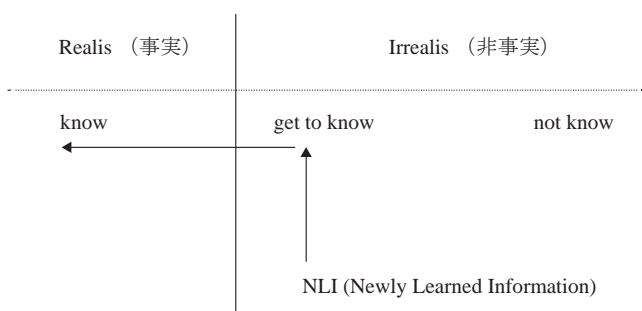 Realis （事実） Irrealis （非事実）
know get to know not know
NLI (Newly Learned Information)